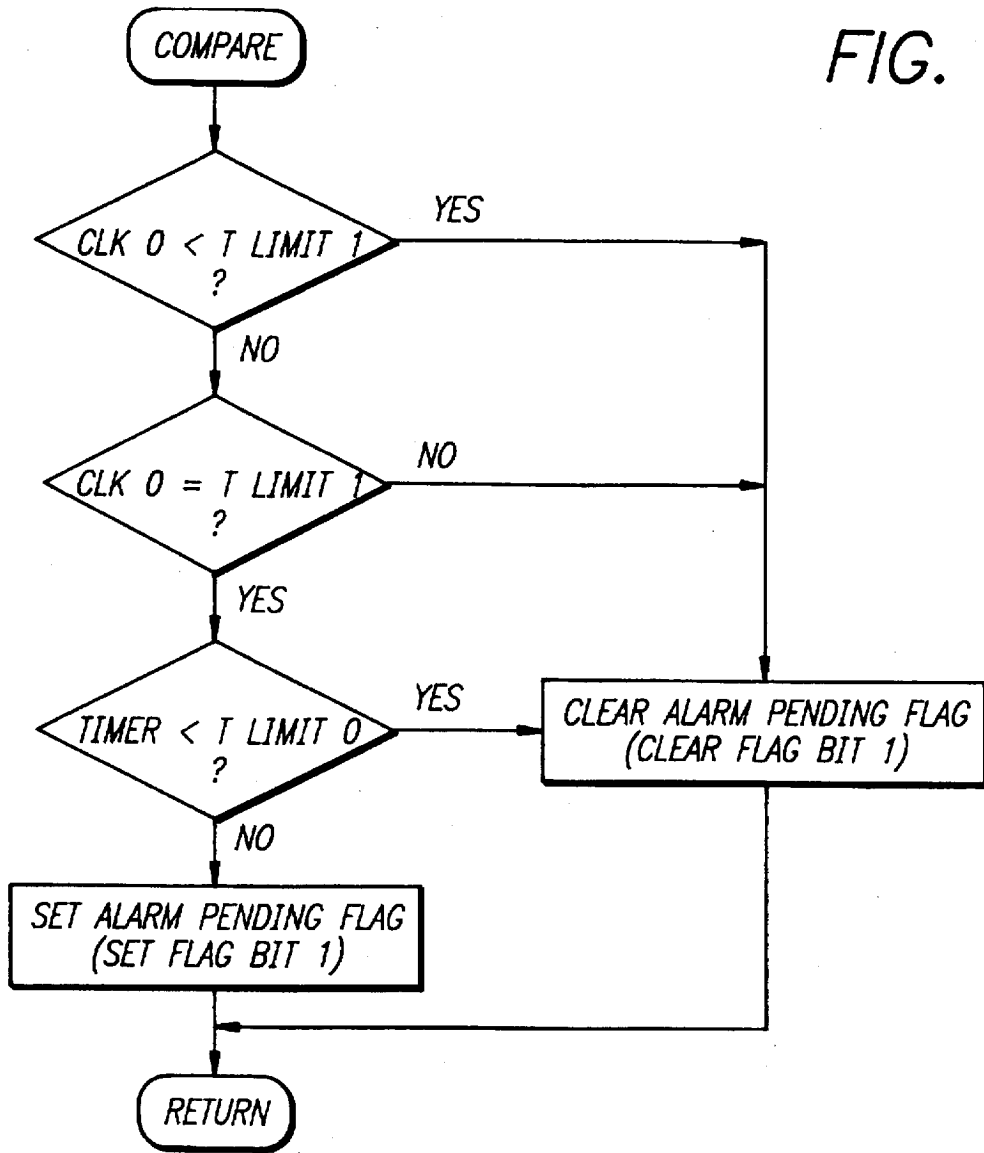 COMPARE
FIG.
CLK 0 < T LIMIT 1
?
YES
NO
CLK 0 = T LIMIT 1
?
NO
YES
TIMER < T LIMIT 0
?
YES
NO
CLEAR ALARM PENDING FLAG
(CLEAR FLAG BIT 1)
SET ALARM PENDING FLAG
(SET FLAG BIT 1)
RETURN